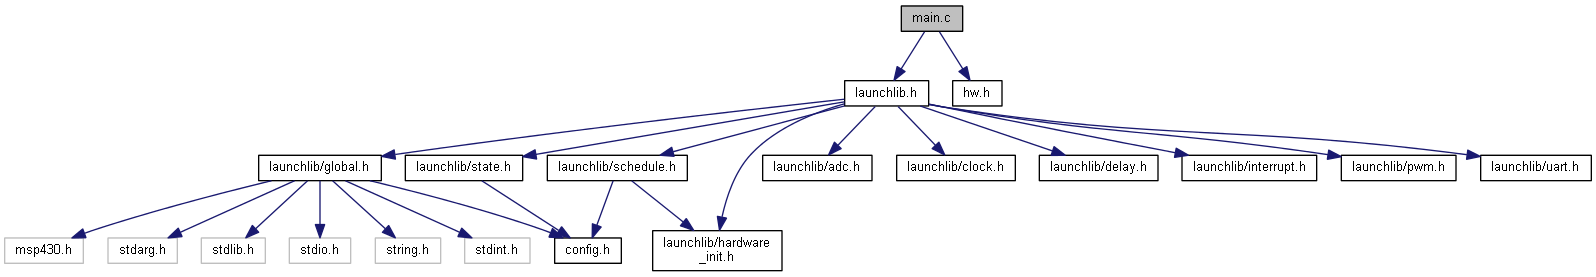 main.c
launchlib.h
hw.h
launchlib/global.h
launchlib/state.h
launchlib/schedule.h
launchlib/adc.h
launchlib/clock.h
launchlib/delay.h
launchlib/interrupt.h
launchlib/pwm.h
launchlib/uart.h
msp430.h
stdarg.h
stdlib.h
stdio.h
string.h
stdint.h
config.h
launchlib/hardware
_init.h